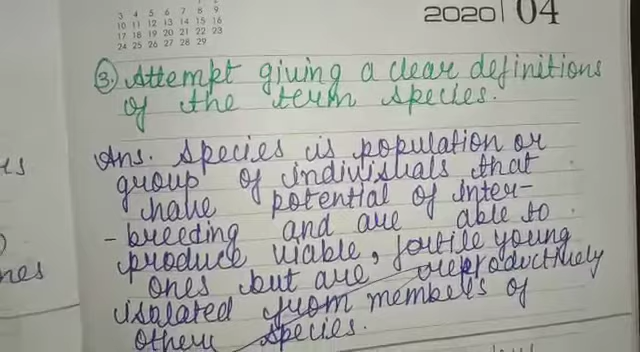 3 4 5 6 7 8 9
10 11 12 13 14 15 16
17 18 19 20 21 22 23
24 25 26 27 28 29
2020 04
3. Attempt giving a clear definitions
of the term species.
Ans. Species is population or
group of individuals that
have potential of inter-
-breeding and are able to
produce viable, fertile young
ones but are reproductively
isolated from members of
other species.
nes